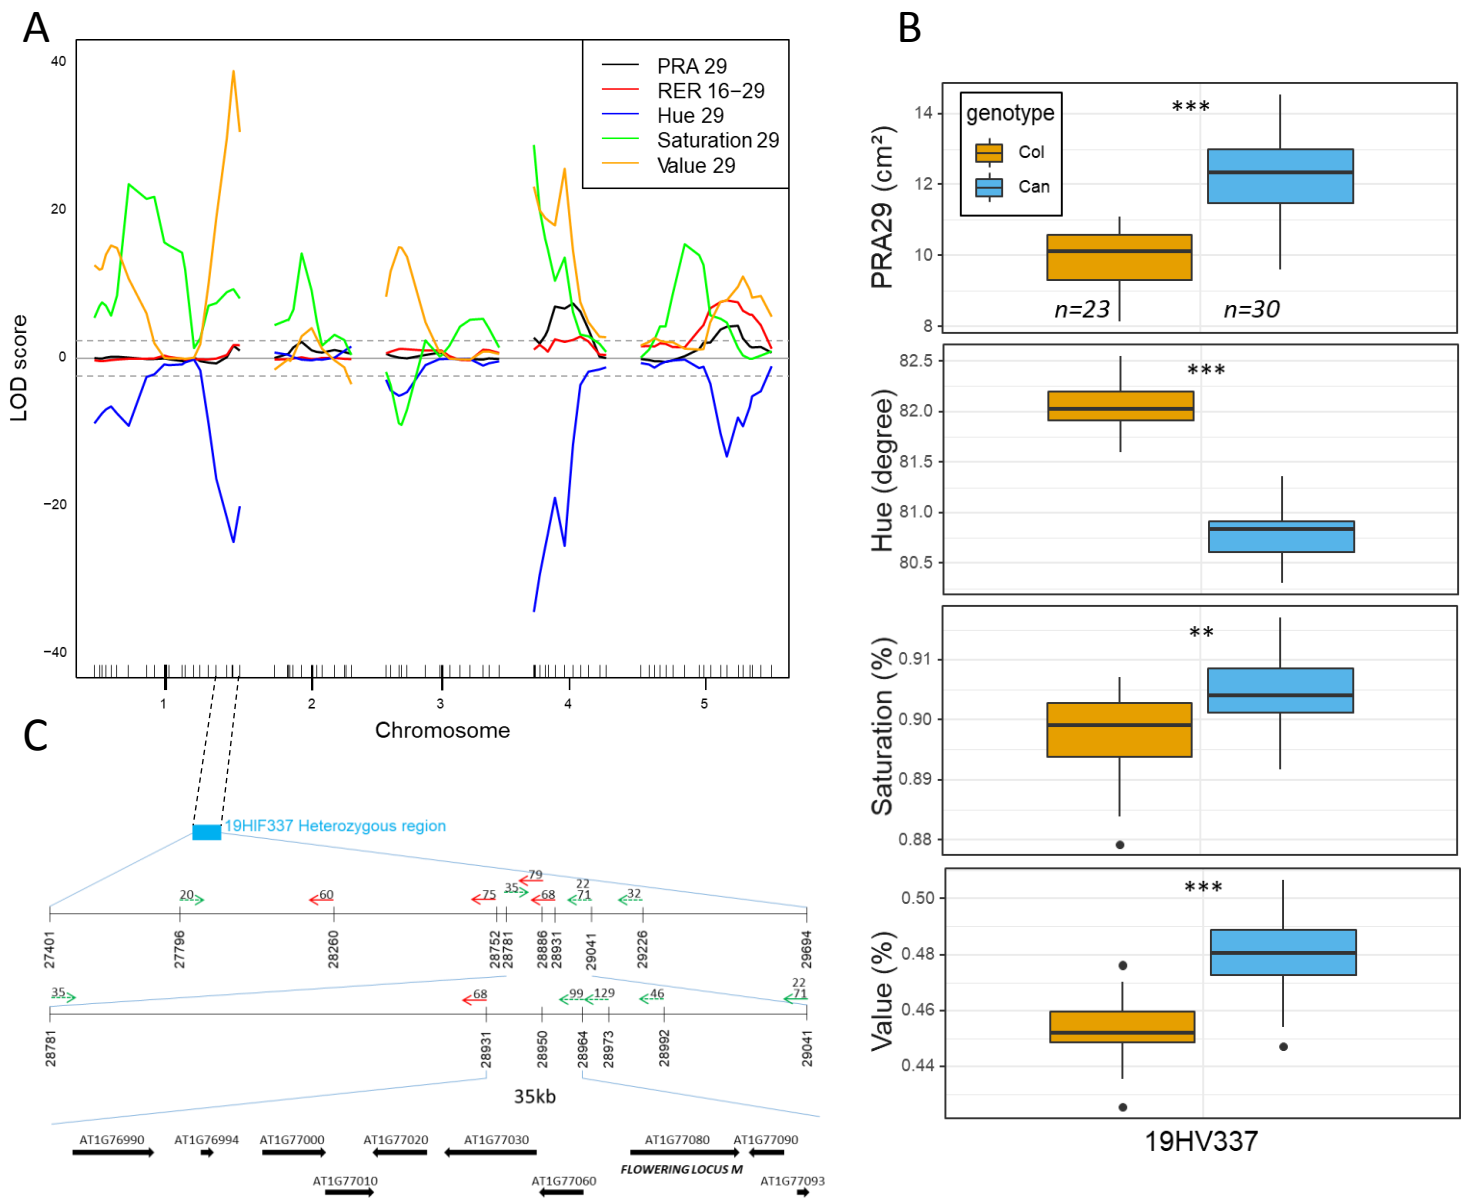 A
40
20
0
−20
−40
LOD score
PRA 29
RER 16−29
Hue 29
Saturation 29
Value 29
1
2
3
4
5
Chromosome
B
14
12
10
8
PRA29 (cm²)
genotype
Col
Can
***
n=23
n=30
82.5
82.0
81.5
81.0
80.5
Hue (degree)
***
0.91
0.90
0.89
0.88
Saturation (%)
**
0.50
0.48
0.46
0.44
Value (%)
***
19HV337
C
19HIF337 Heterozygous region
20
60
75
35
79
68
22
71
32
27401
27796
28260
28752
28781
28886
28931
29041
29226
29694
35
68
99
129
46
22
71
28781
28931
28950
28964
28973
28992
29041
35kb
AT1G76990
AT1G76994
AT1G77000
AT1G77020
AT1G77030
AT1G77080
AT1G77090
FLOWERING LOCUS M
AT1G77010
AT1G77060
AT1G77093